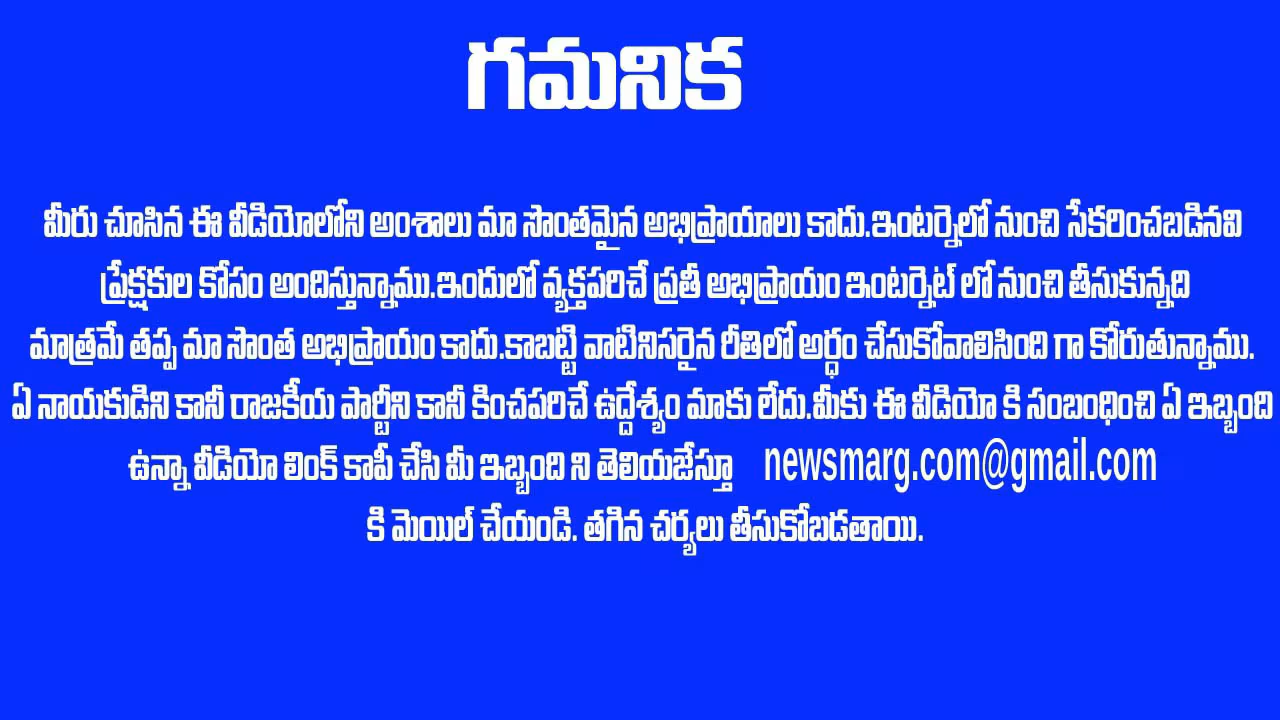 గమనిక
మీరు చూసిన ఈ వీడియోలోని అంశాలు మా సొంతమైన అభిప్రాయాలు కాదు.ఇంటర్నెలో నుంచి సేకరించబడినవి
ప్రేక్షకుల కోసం అందిస్తున్నాము.ఇందులో వ్యక్తపరిచే ప్రతీ అభిప్రాయం ఇంటర్నెట్ లో నుంచి తీసుకున్నది
మాత్రమే తప్ప మా సొంత అభిప్రాయం కాదు.కాబట్టి వాటినిసరైన రీతిలో అర్ధం చేసుకోవాలిసింది గా కోరుతున్నాము.
ఏ నాయకుడిని కానీ రాజకీయ పార్టీని కానీ కించపరిచే ఉద్దేశ్యం మాకు లేదు.మీకు ఈ వీడియో కి సంబంధించి ఏ ఇబ్బంది
ఉన్నా వీడియో లింక్ కాపీ చేసి మీ ఇబ్బంది ని తెలియజేస్తూ newsmarg.com@gmail.com
కి మెయిల్ చేయండి. తగిన చర్యలు తీసుకోబడతాయి.